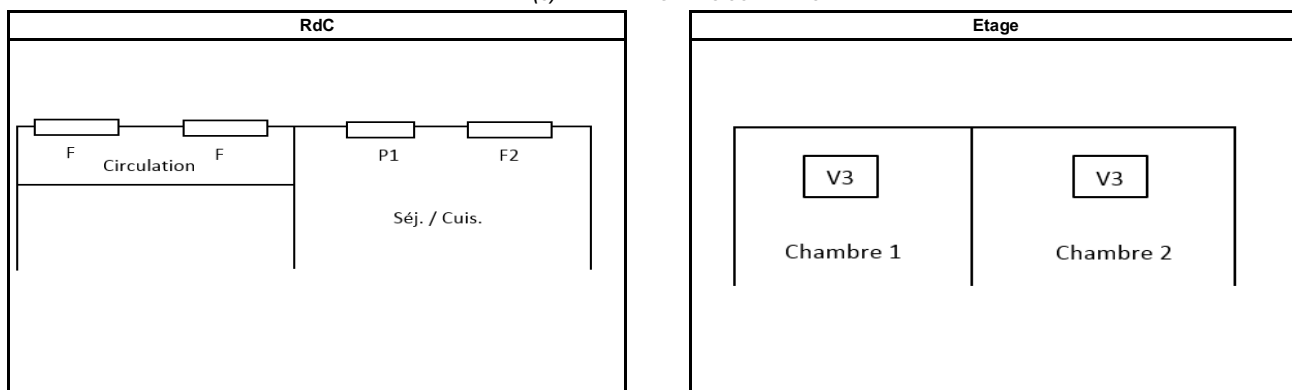 RdC
F
F
P1
F2
Circulation
Séj. / Cuis.
Etage
V3
V3
Chambre 1
Chambre 2